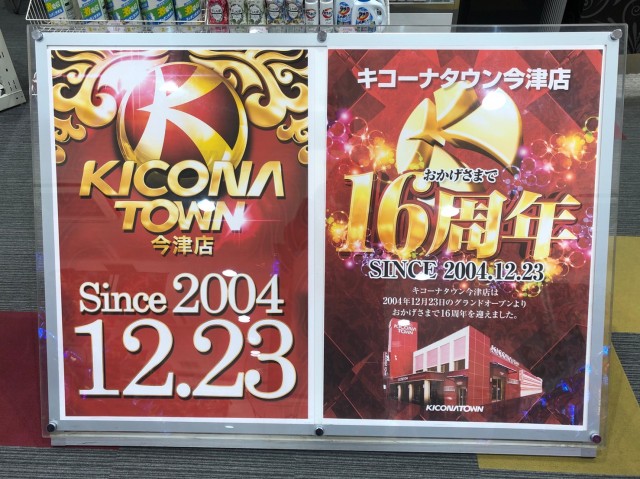 K
KICONA
TOWN
今津店
Since 2004
12.23
キコーナタウン今津店
K
おかげさまで
16周年
SINCE 2004.12.23
キコーナタウン今津店は
2004年12月23日のグランドオープンより
おかげさまで16周年を迎えました。
KICONA
TOWN
KICONATOWN